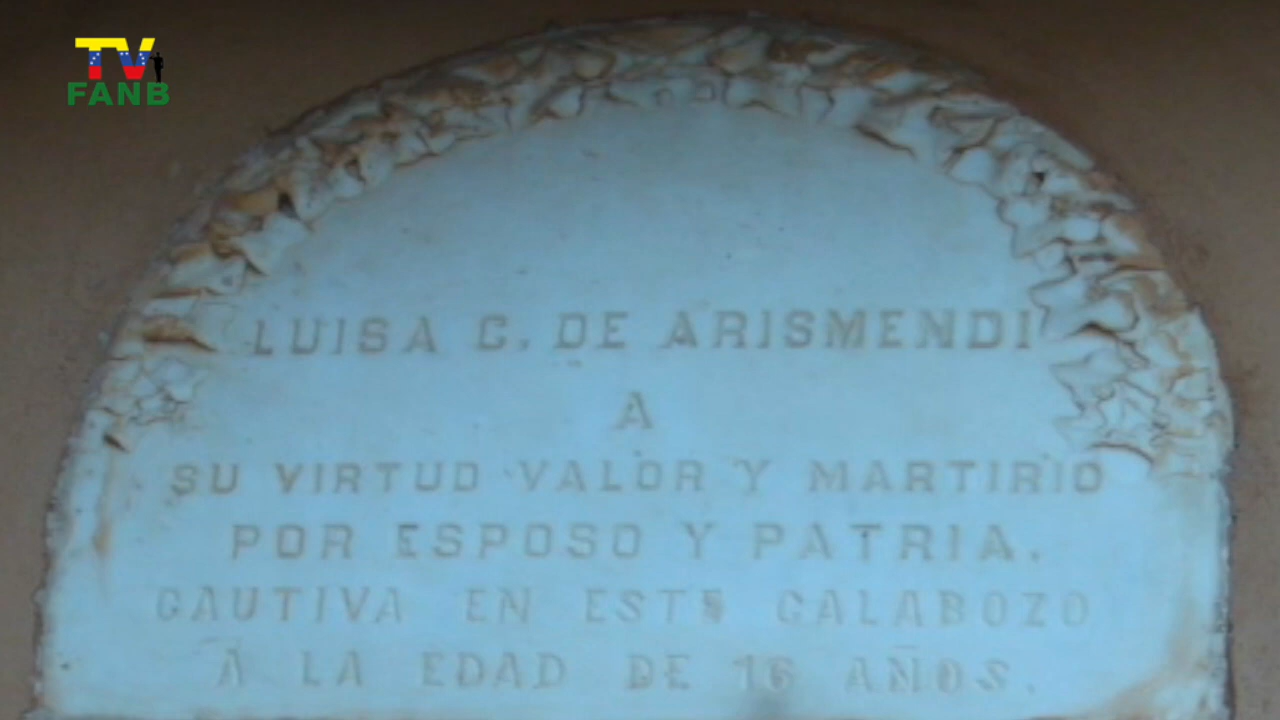 TV
FANB
LUISA C. DE ARISMENDI
A
SU VIRTUD VALOR Y MARTIRIO
POR ESPOSO Y PATRIA.
CAUTIVA EN ESTE CALABOZO
A LA EDAD DE 16 AÑOS.